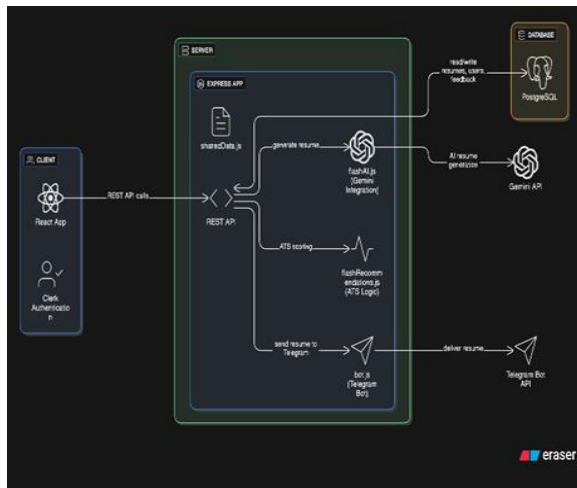 DATABASE
SERVER
read/write
resumes, users,
feedback
PostgreSQL
EXPRESS APP
sharedData.js
generate resume
flashAI.js
(Gemini
Integration)
AI resume
generation
Gemini API
CLIENT
React App
REST API calls
REST API
ATS scoring
flashRecom
mendations.js
(ATS Logic)
Clerk
Authenticatio
n
send resume to
Telegram
bot.js
(Telegram
Bot)
deliver resume
Telegram Bot
API
eraser